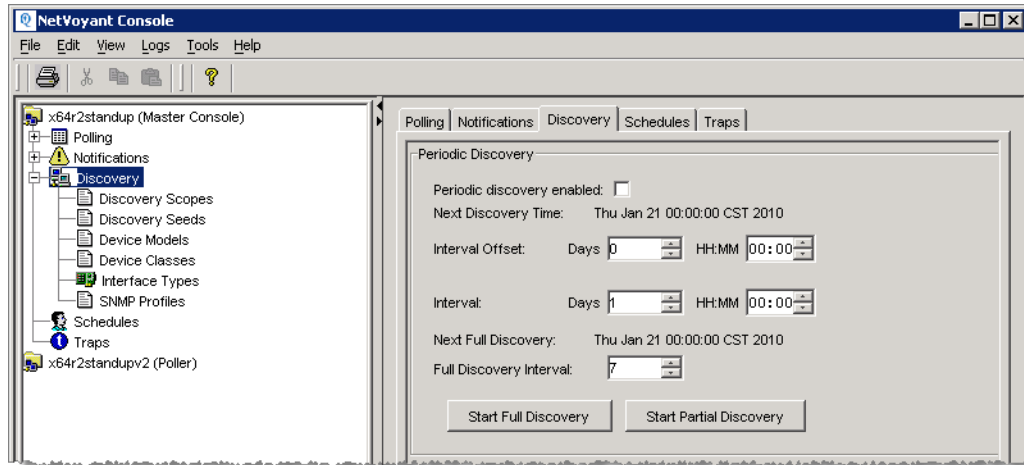 NetVoyant Console
File Edit View Logs Tools Help
x64r2standup (Master Console)
Polling
Notifications
Discovery
Discovery Scopes
Discovery Seeds
Device Models
Device Classes
Interface Types
SNMP Profiles
Schedules
Traps
x64r2standupv2 (Poller)
Polling Notifications Discovery Schedules Traps
Periodic Discovery
Periodic discovery enabled:
Next Discovery Time: Thu Jan 21 00:00:00 CST 2010
Interval Offset: Days 0 HH:MM 00:00
Interval: Days 1 HH:MM 00:00
Next Full Discovery: Thu Jan 21 00:00:00 CST 2010
Full Discovery Interval: 7
Start Full Discovery Start Partial Discovery